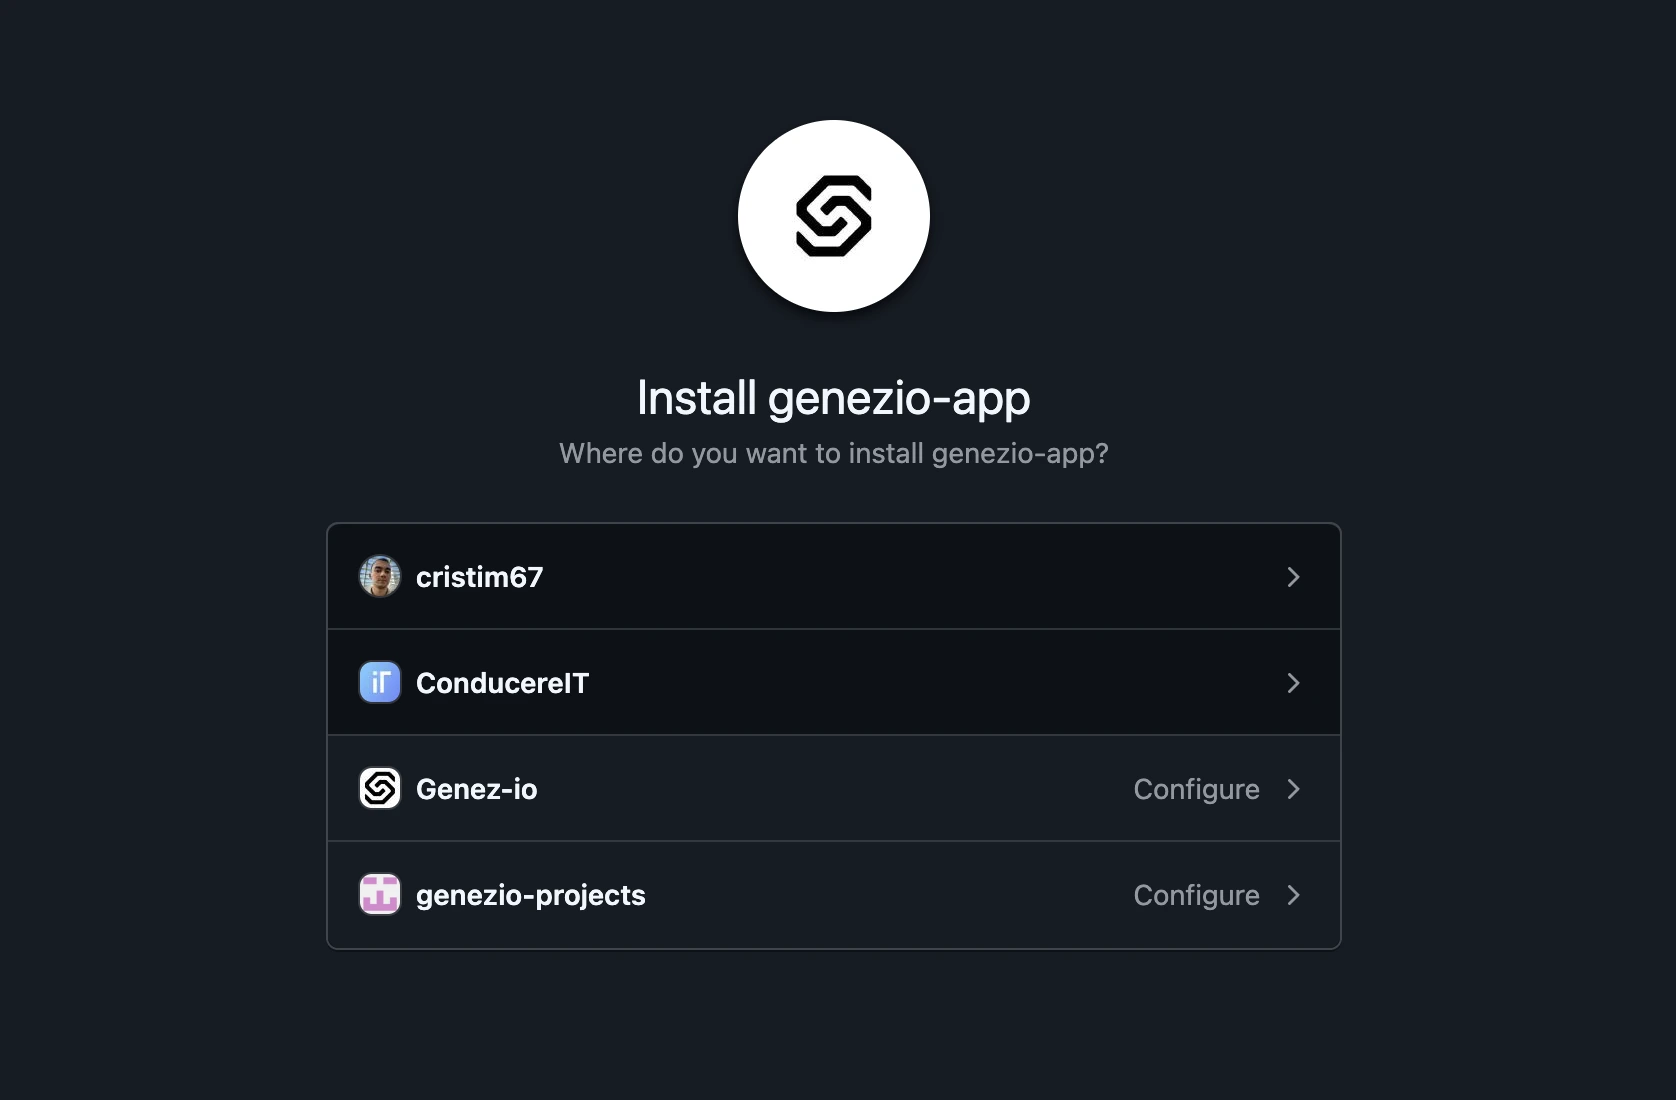 Install genezio-app
Where do you want to install genezio-app?
cristim67
iT
ConducereIT
Genez-io
Configure
genezio-projects
Configure